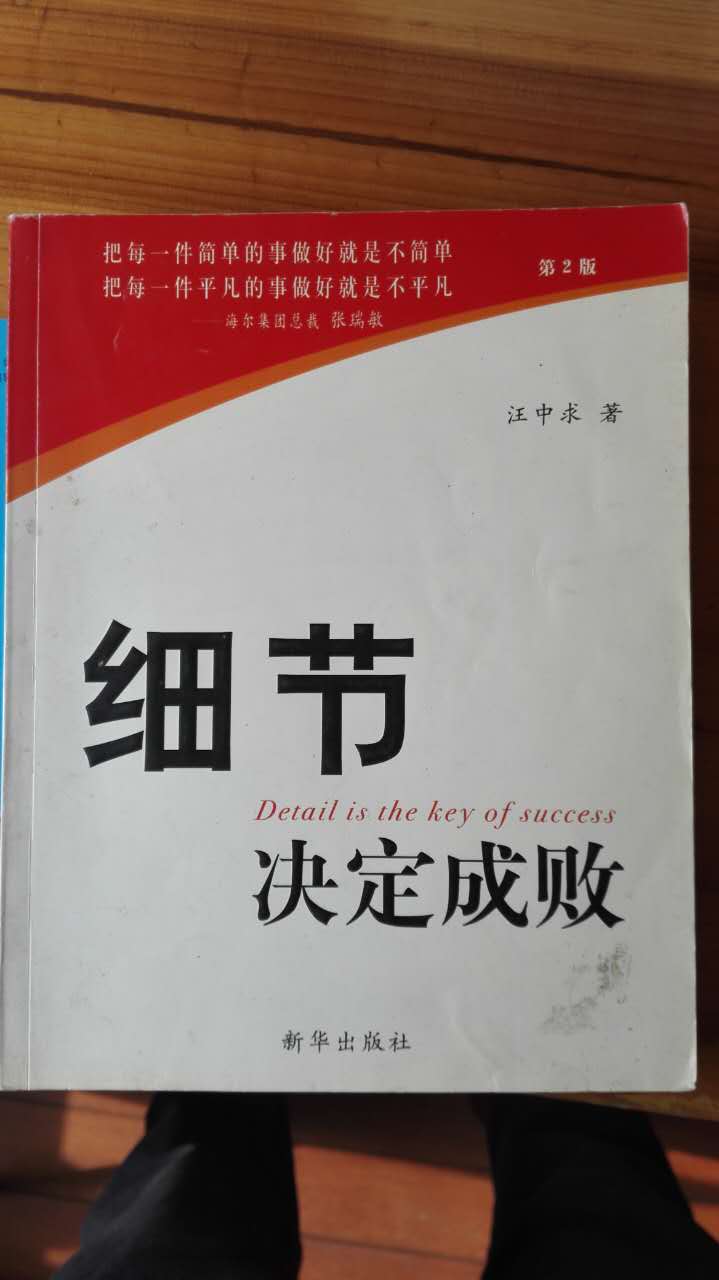 把每一件简单的事做好就是不简单
把每一件平凡的事做好就是不平凡
——海尔集团总裁 张瑞敏
第2版
汪中求 著
细节
Detail is the key of success
决定成败
新华出版社